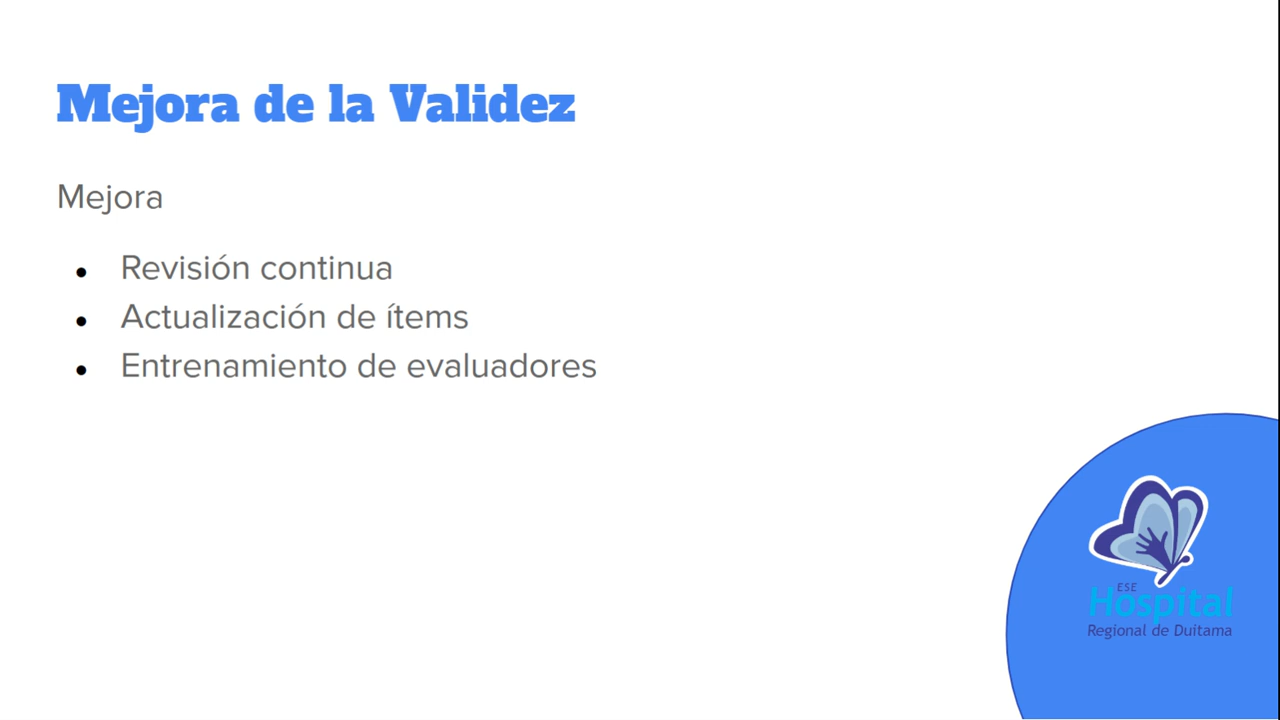 Mejora de la Validez
Mejora
● Revisión continua
● Actualización de ítems
● Entrenamiento de evaluadores
ESE
Hospital
Regional de Duitama